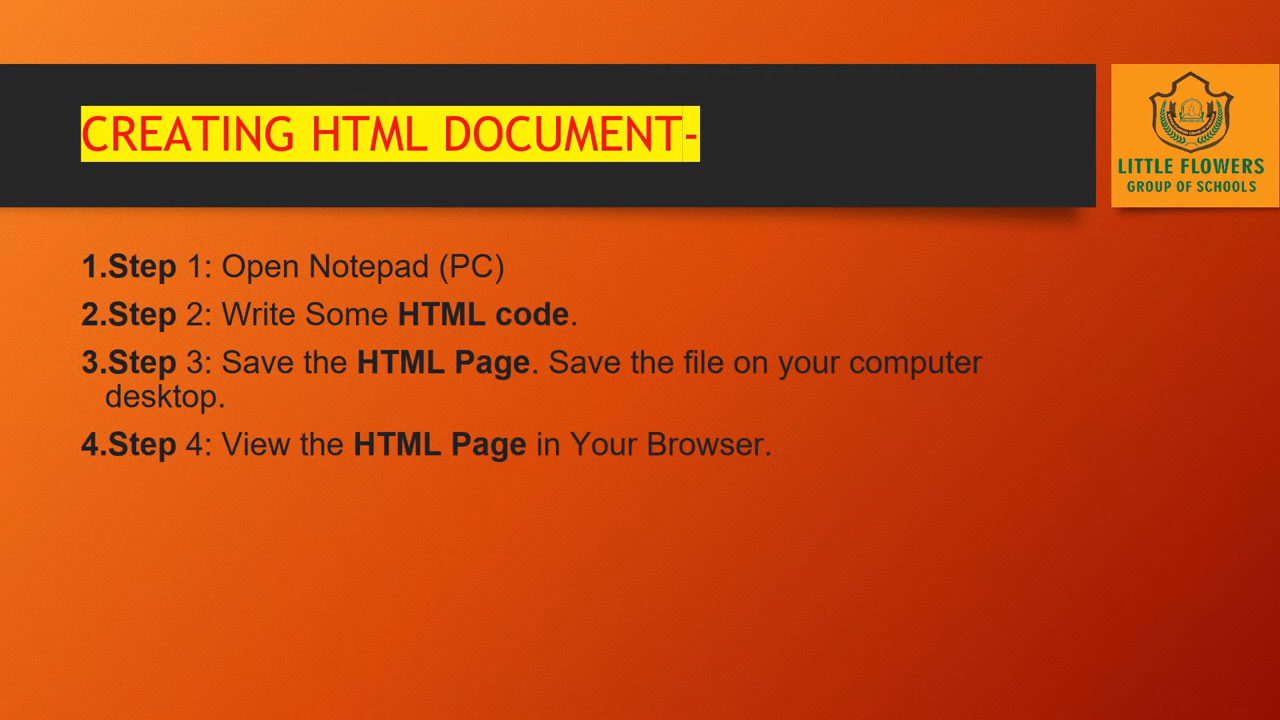 CREATING HTML DOCUMENT-
LITTLE FLOWERS
GROUP OF SCHOOLS
1.Step 1: Open Notepad (PC)
2.Step 2: Write Some HTML code.
3.Step 3: Save the HTML Page. Save the file on your computer
desktop.
4.Step 4: View the HTML Page in Your Browser.